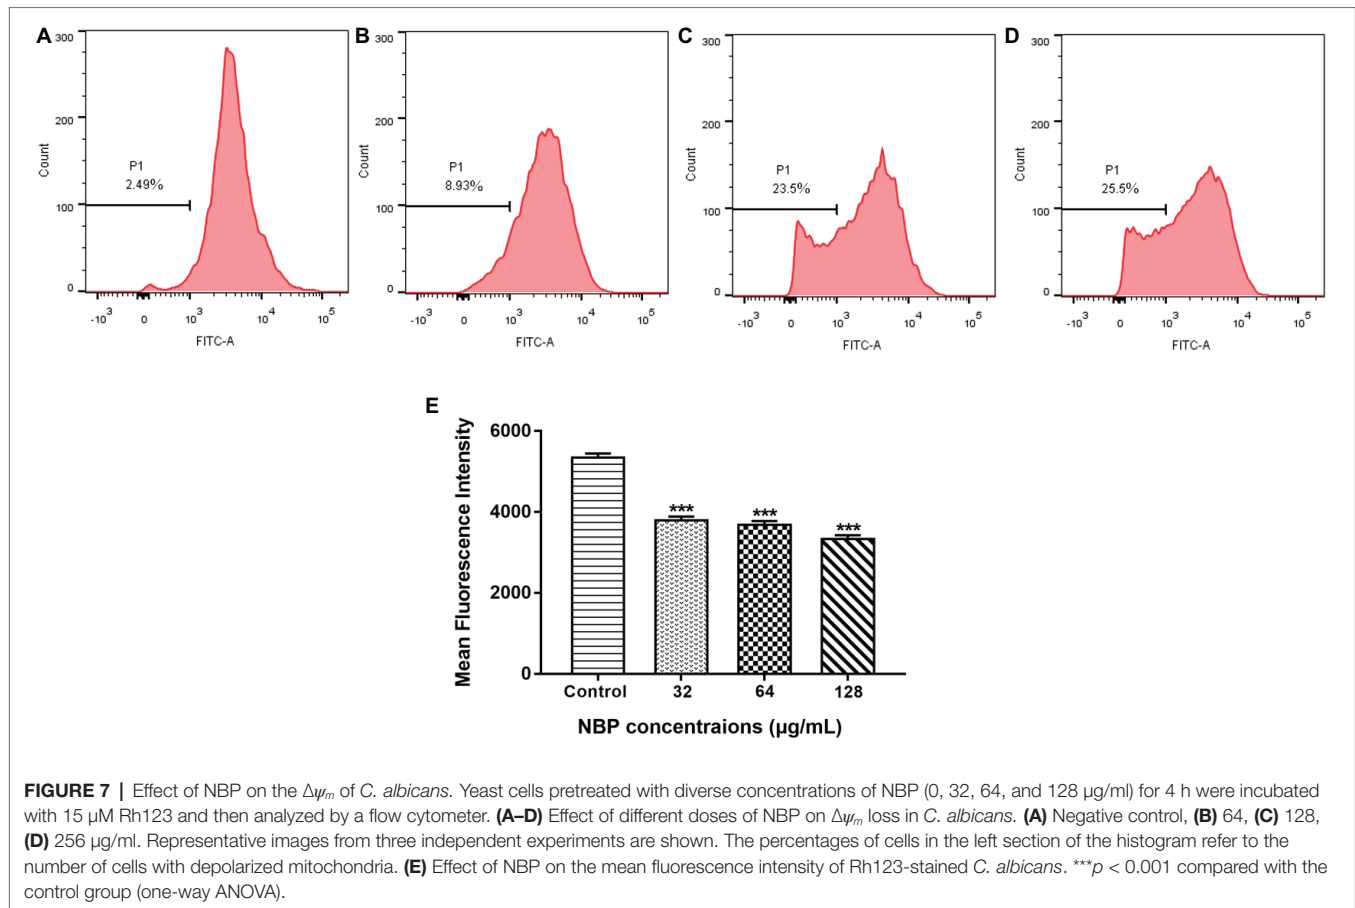 A
300
200
100
0
Count
P1
2.49%
-10³ 0 10³ 10⁴ 10⁵
FITC-A
B
300
200
100
0
Count
P1
8.93%
-10³ 0 10³ 10⁴ 10⁵
FITC-A
C
300
200
100
0
Count
P1
23.5%
-10³ 0 10³ 10⁴ 10⁵
FITC-A
D
300
200
100
0
Count
P1
25.5%
-10³ 0 10³ 10⁴ 10⁵
FITC-A
E
Mean Fluorescence Intensity
6000
4000
2000
0
*** *** ***
Control 32 64 128
NBP concentraions (μg/mL)
FIGURE 7 | Effect of NBP on the Δψm of C. albicans. Yeast cells pretreated with diverse concentrations of NBP (0, 32, 64, and 128 μg/ml) for 4 h were incubated
with 15 μM Rh123 and then analyzed by a flow cytometer. (A–D) Effect of different doses of NBP on Δψm loss in C. albicans. (A) Negative control, (B) 64, (C) 128,
(D) 256 μg/ml. Representative images from three independent experiments are shown. The percentages of cells in the left section of the histogram refer to the
number of cells with depolarized mitochondria. (E) Effect of NBP on the mean fluorescence intensity of Rh123-stained C. albicans. ***p < 0.001 compared with the
control group (one-way ANOVA).